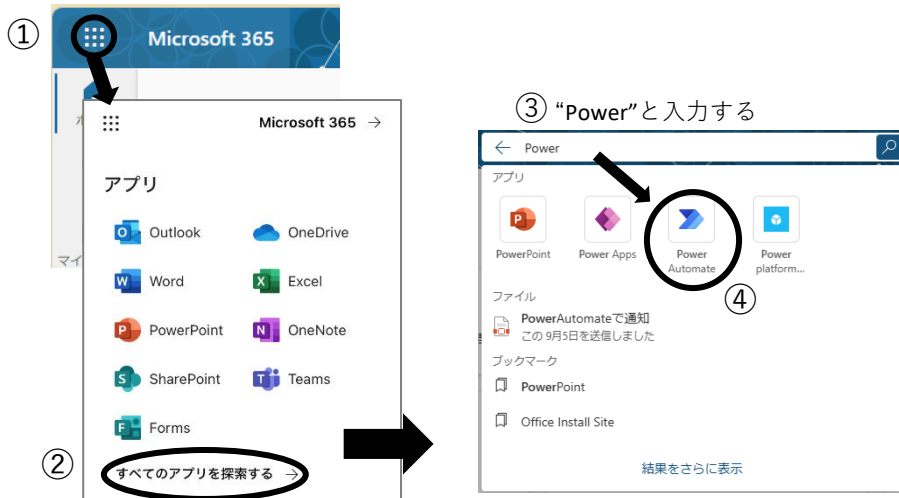 ①
Microsoft 365
Microsoft 365 →
アプリ
Outlook
OneDrive
Word
Excel
PowerPoint
OneNote
SharePoint
Teams
Forms
②
すべてのアプリを探索する →
マイ
③ “Power”と入力する
← Power
アプリ
PowerPoint
Power Apps
Power
Automate
Power
platform...
④
ファイル
PowerAutomateで通知
この 9月5日を送信しました
ブックマーク
PowerPoint
Office Install Site
結果をさらに表示